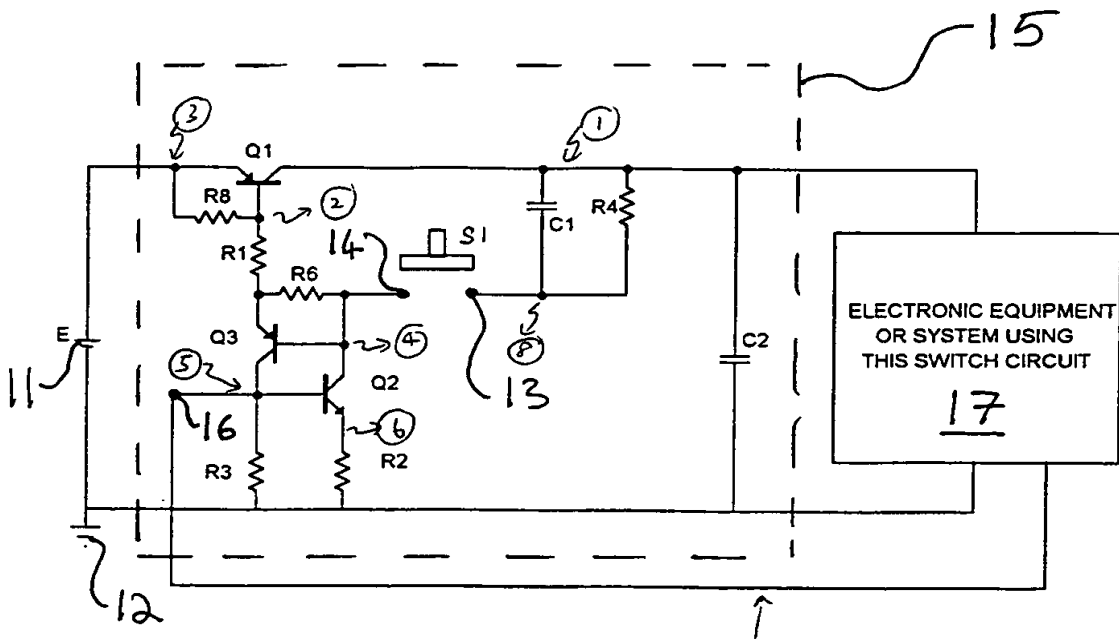 15
3
1
Q1
R8
2
C1
R4
S1
14
R1
R6
E
Q3
4
8
C2
ELECTRONIC EQUIPMENT
OR SYSTEM USING
THIS SWITCH CIRCUIT
17
11
5
Q2
13
16
6
R3
R2
12